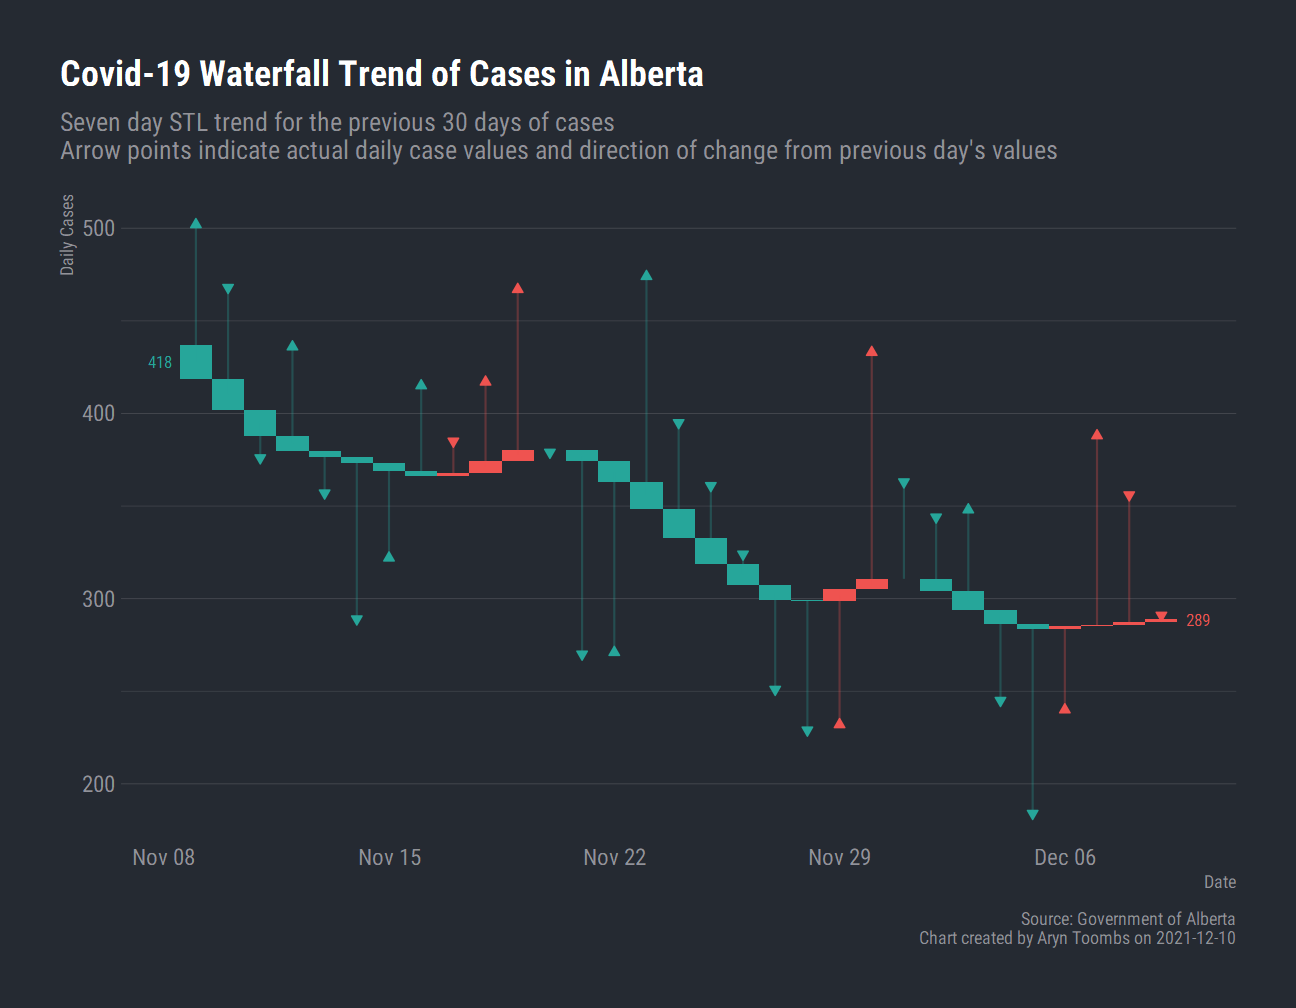 Covid-19 Waterfall Trend of Cases in Alberta
Seven day STL trend for the previous 30 days of cases
Arrow points indicate actual daily case values and direction of change from previous day's values
Daily Cases
500
400
300
200
418
289
Nov 08
Nov 15
Nov 22
Nov 29
Dec 06
Date
Source: Government of Alberta
Chart created by Aryn Toombs on 2021-12-10